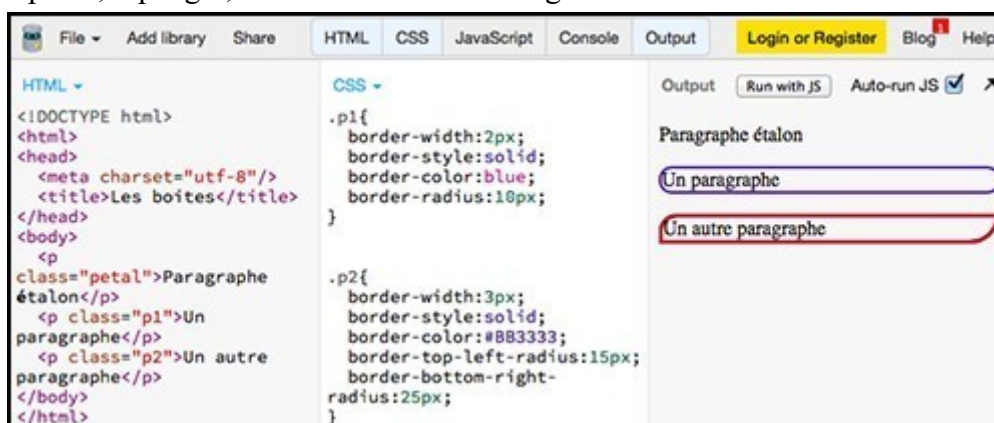 File Add library Share HTML CSS JavaScript Console Output Login or Register Blog Help
HTML
<!DOCTYPE html>
<html>
<head>
<meta charset="utf-8"/>
<title>Les boites</title>
</head>
<body>
<p
class="petal">Paragraphe
étalon</p>
<p class="p1">Un
paragraphe</p>
<p class="p2">Un autre
paragraphe</p>
</body>
</html>
CSS
.p1{
border-width:2px;
border-style:solid;
border-color:blue;
border-radius:10px;
}
.p2{
border-width:3px;
border-style:solid;
border-color:#BB3333;
border-top-left-radius:15px;
border-bottom-right-
radius:25px;
}
Output Run with JS Auto-run JS
Paragraphe étalon
Un paragraphe
Un autre paragraphe